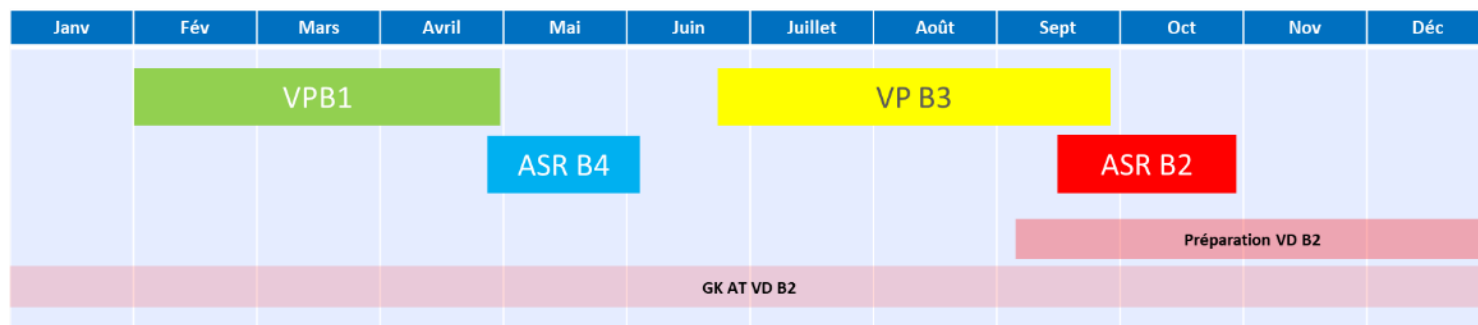 Janv Fév Mars Avril Mai Juin Juillet Août Sept Oct Nov Déc
VPB1 VP B3
ASR B4 ASR B2
Préparation VD B2
GK AT VD B2